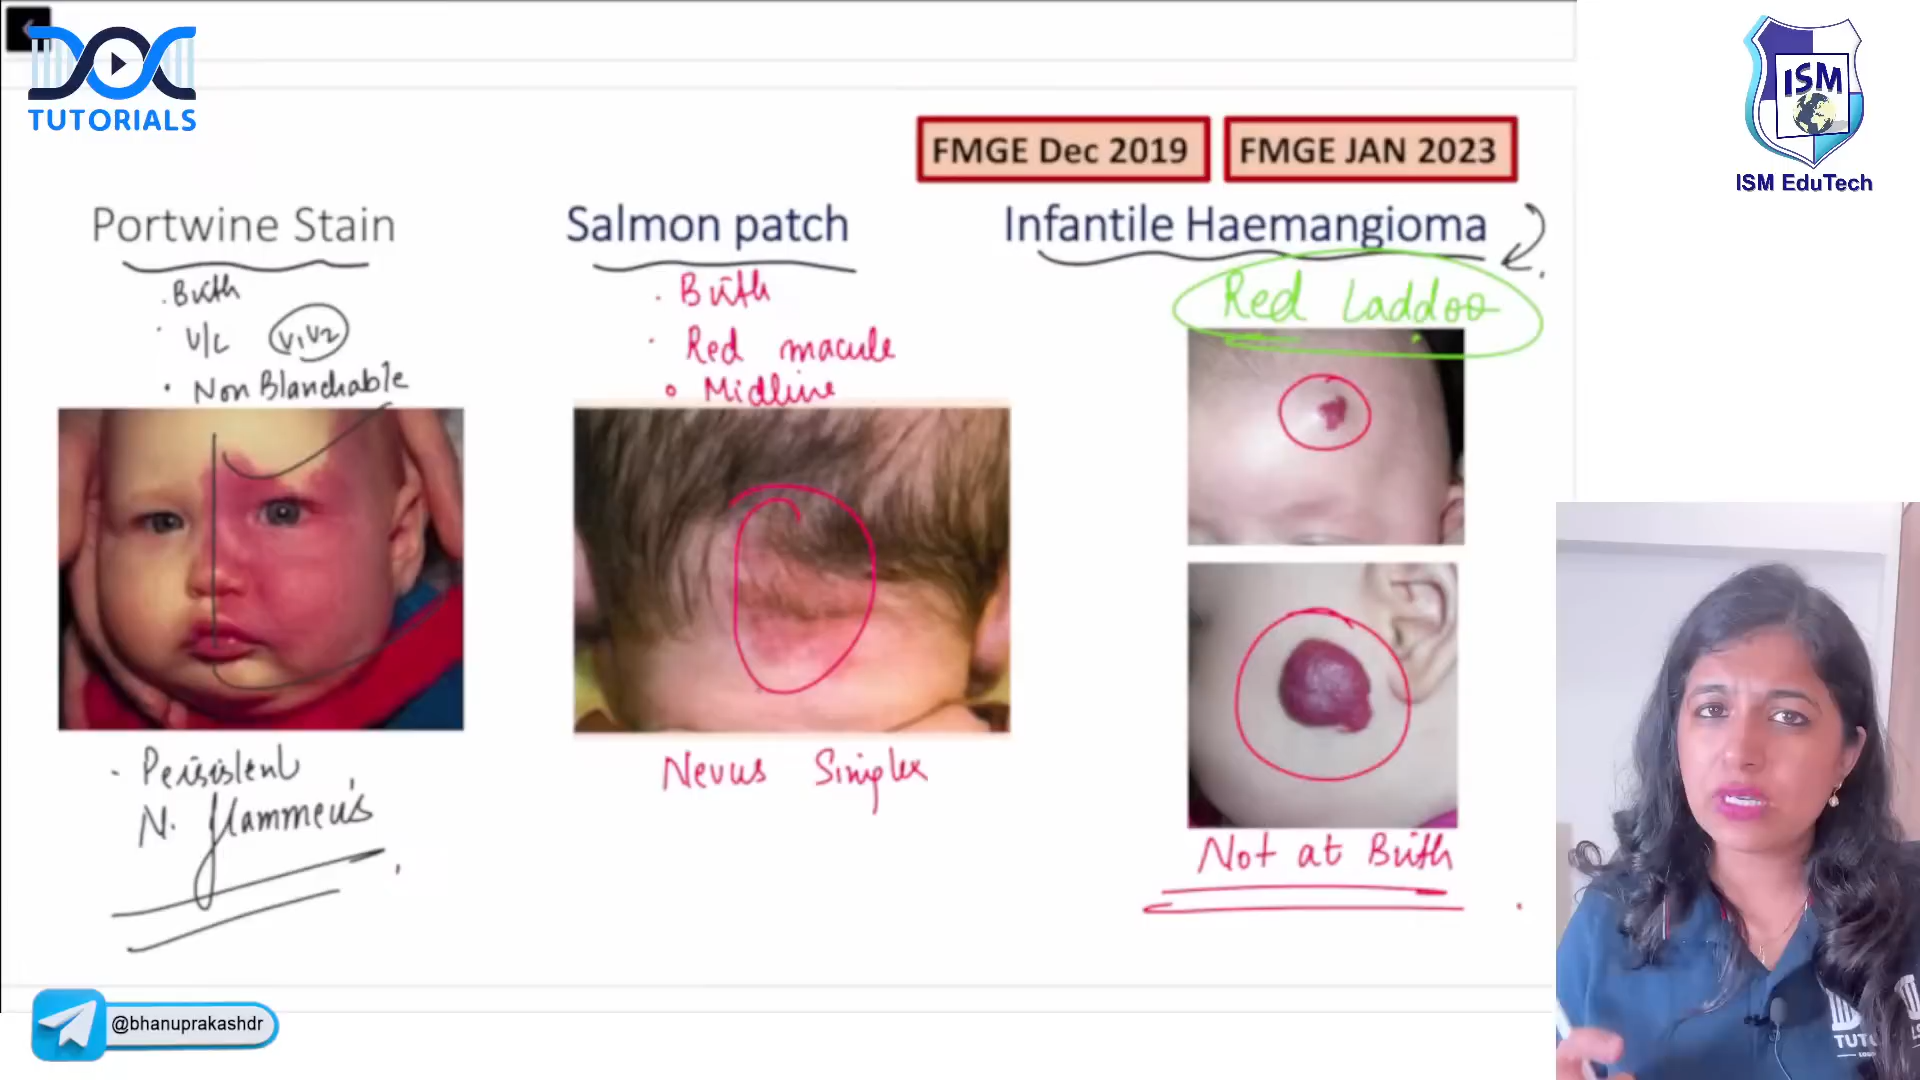 DOC
TUTORIALS
ISM
ISM EduTech
FMGE Dec 2019
FMGE JAN 2023
Portwine Stain
. Birth
. U/L V1V2
• Non Blanchable
- Persistent
N. flammeus
Salmon patch
. Birth
. Red macule
• Midline
Nevus Simplex
Infantile Haemangioma
Red Laddoo
Not at Birth
@bhanuprakashdr
TUTO